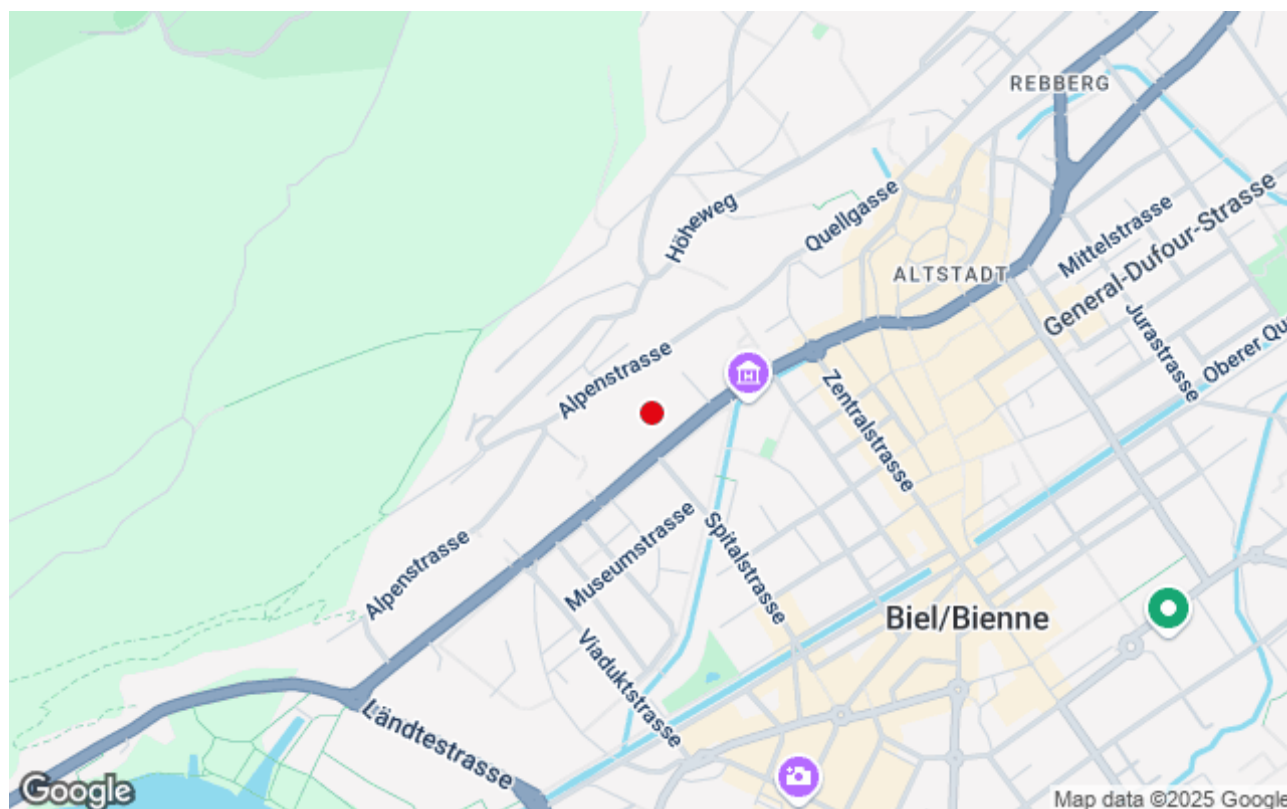 REBBERG
Höheweg
Quellgasse
Mittelstrasse
General-Dufour-Strasse
ALTSTADT
Jurastrasse
Oberer Qu
Alpenstrasse
H
Zentralstrasse
Museumstrasse
Spitalstrasse
Alpenstrasse
Biel/Bienne
Viaduktstrasse
Ländtestrasse
Google
Map data ©2025 Google